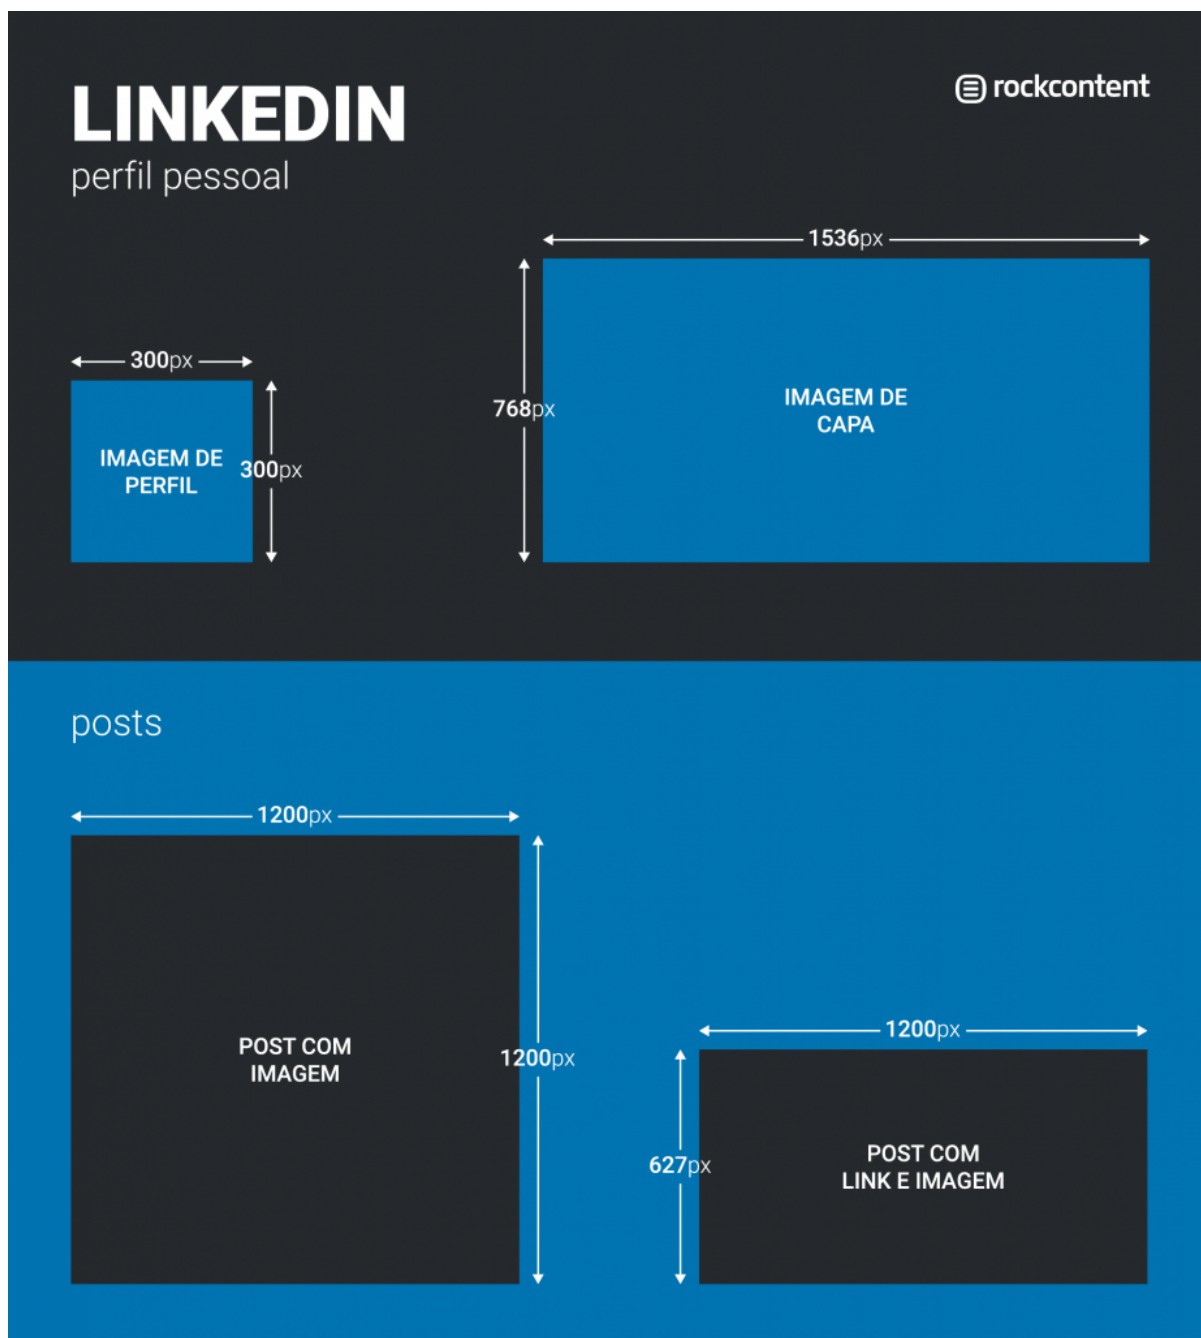 LINKEDIN
perfil pessoal
rockcontent
1536px
768px
IMAGEM DE
CAPA
300px
IMAGEM DE
PERFIL
300px
posts
1200px
POST COM
IMAGEM
1200px
1200px
627px
POST COM
LINK E IMAGEM